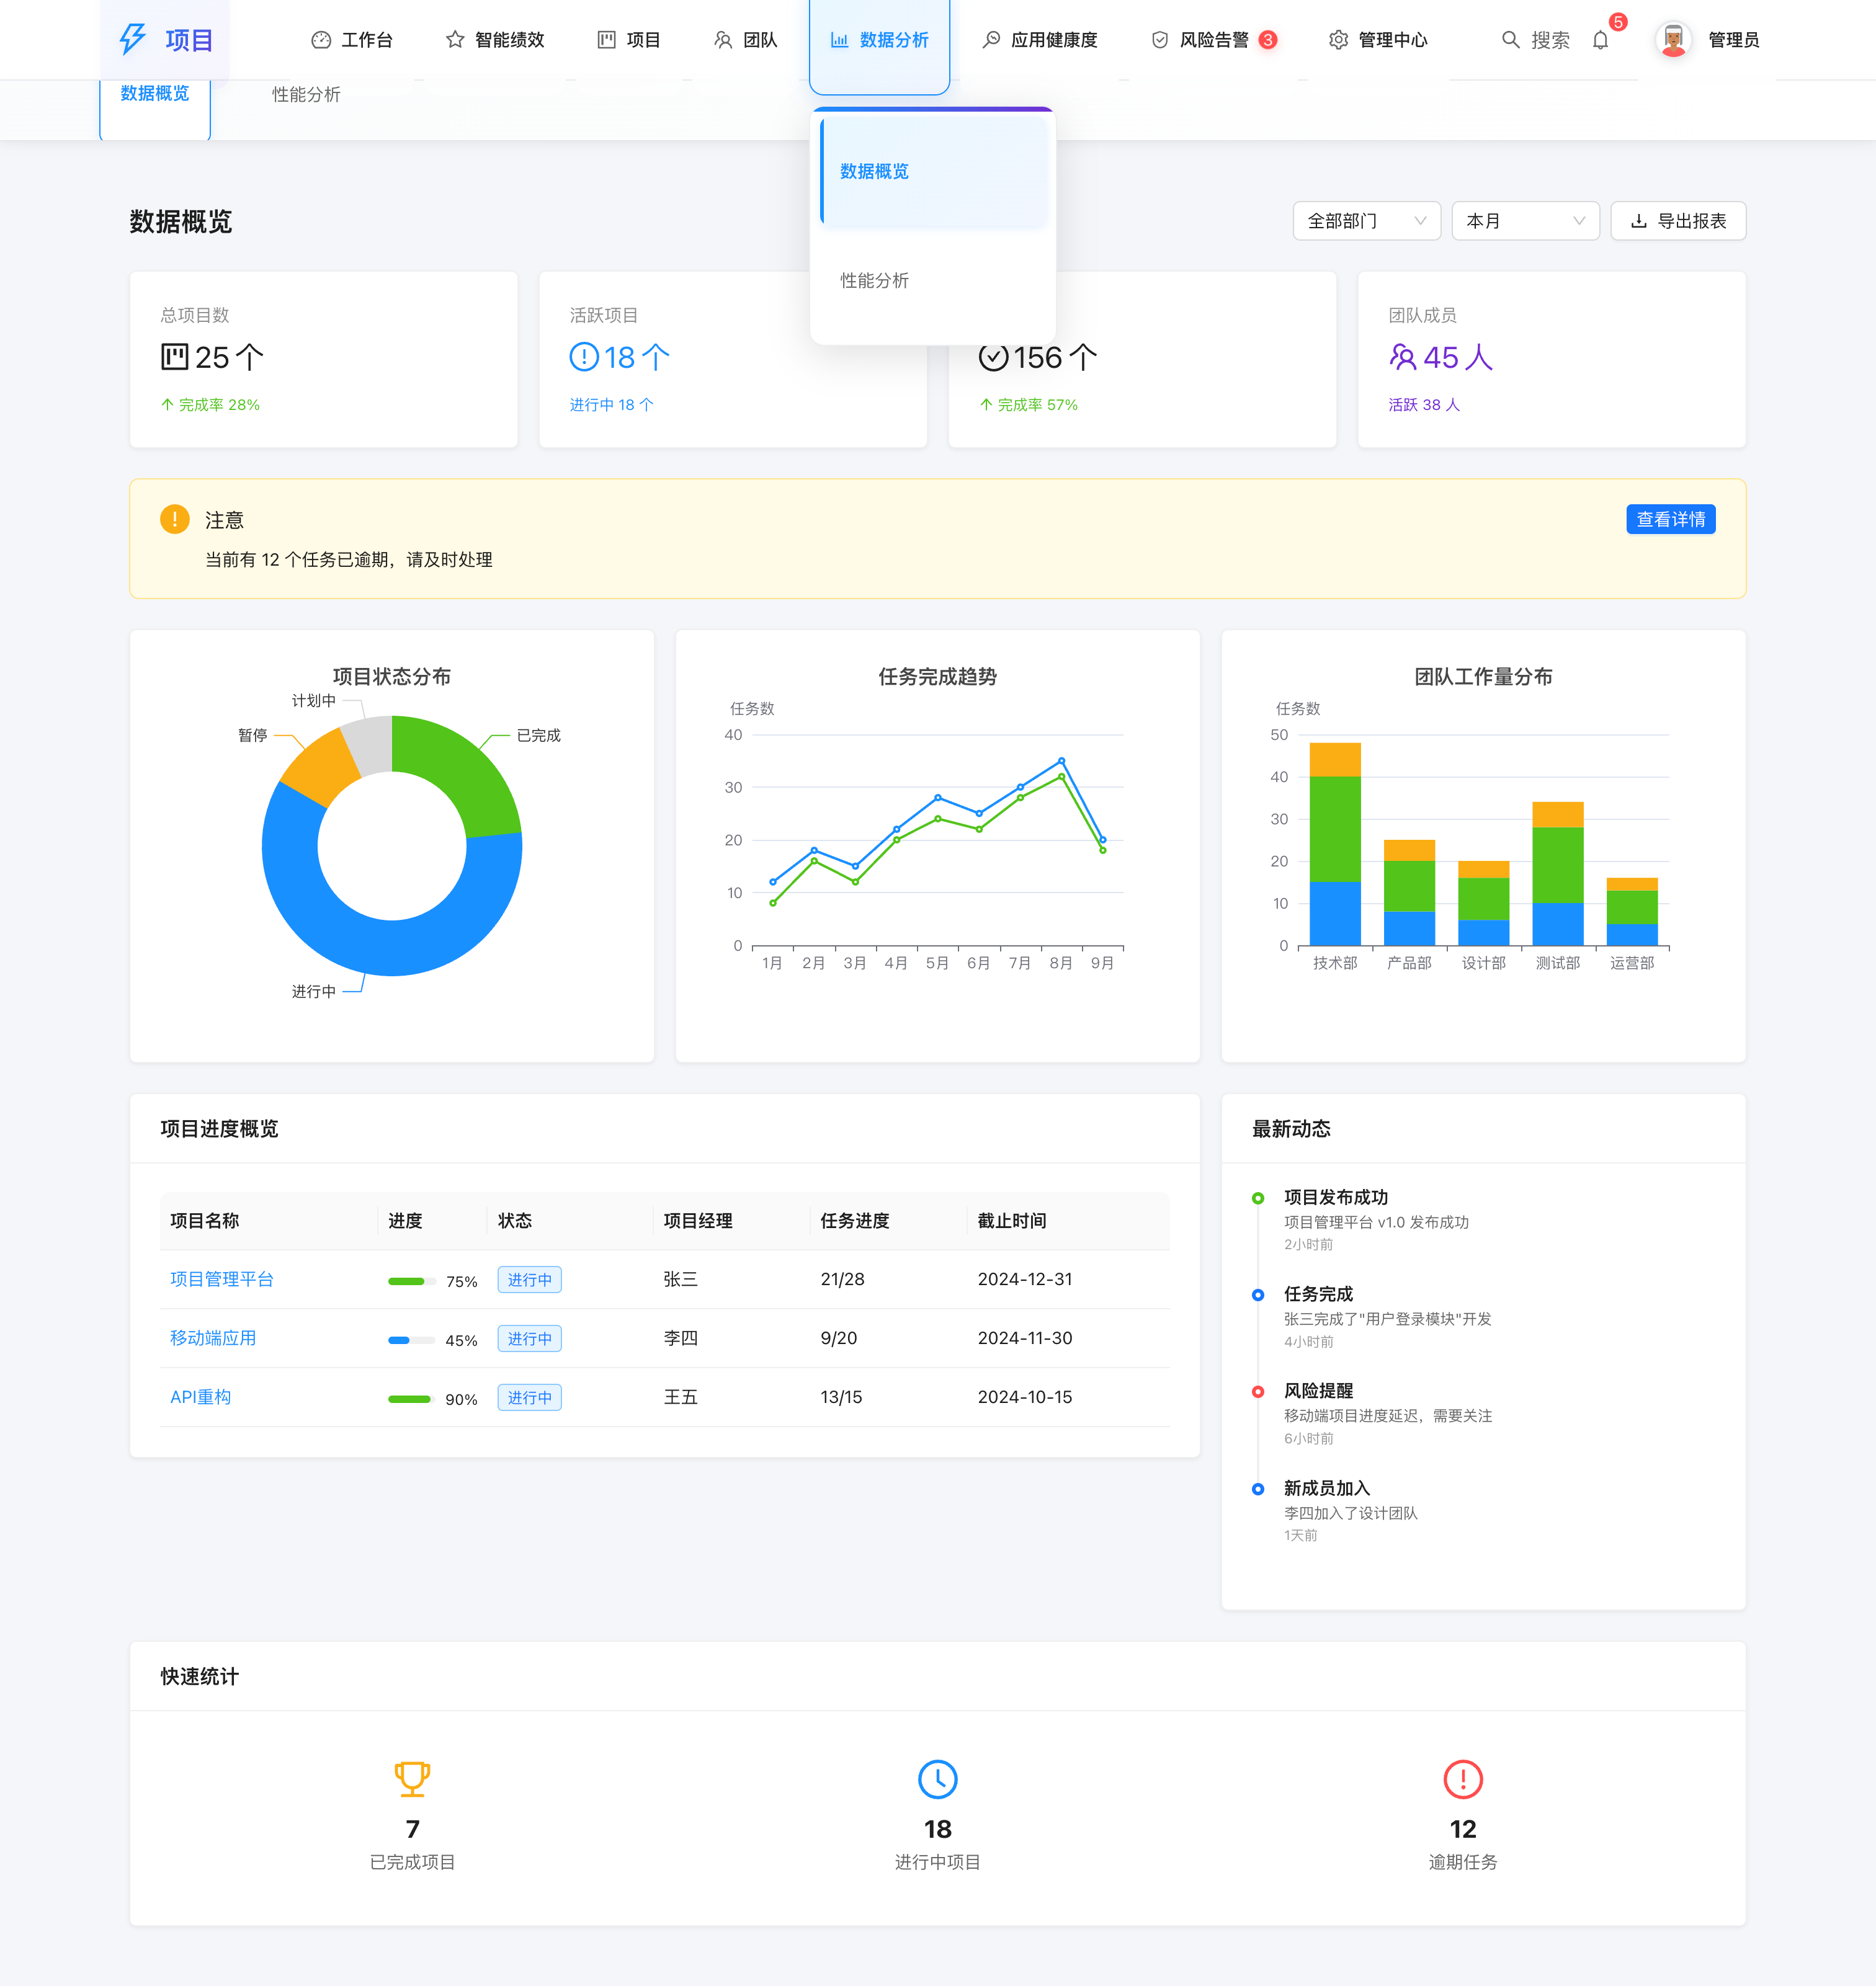 项目
工作台
智能绩效
项目
团队
数据分析
应用健康度
风险告警 3
管理中心
搜索
5
管理员
数据概览
性能分析
数据概览
性能分析
数据概览
全部部门
本月
导出报表
总项目数
25 个
完成率 28%
活跃项目
18 个
进行中 18 个
156 个
完成率 57%
团队成员
45 人
活跃 38 人
注意
当前有 12 个任务已逾期，请及时处理
查看详情
项目状态分布
计划中
暂停
已完成
进行中
任务完成趋势
任务数
40
30
20
10
0
1月 2月 3月 4月 5月 6月 7月 8月 9月
团队工作量分布
任务数
50
40
30
20
10
0
技术部 产品部 设计部 测试部 运营部
项目进度概览
项目名称 进度 状态 项目经理 任务进度 截止时间
项目管理平台 75% 进行中 张三 21/28 2024-12-31
移动端应用 45% 进行中 李四 9/20 2024-11-30
API重构 90% 进行中 王五 13/15 2024-10-15
最新动态
项目发布成功
项目管理平台 v1.0 发布成功
2小时前
任务完成
张三完成了"用户登录模块"开发
4小时前
风险提醒
移动端项目进度延迟，需要关注
6小时前
新成员加入
李四加入了设计团队
1天前
快速统计
7
已完成项目
18
进行中项目
12
逾期任务